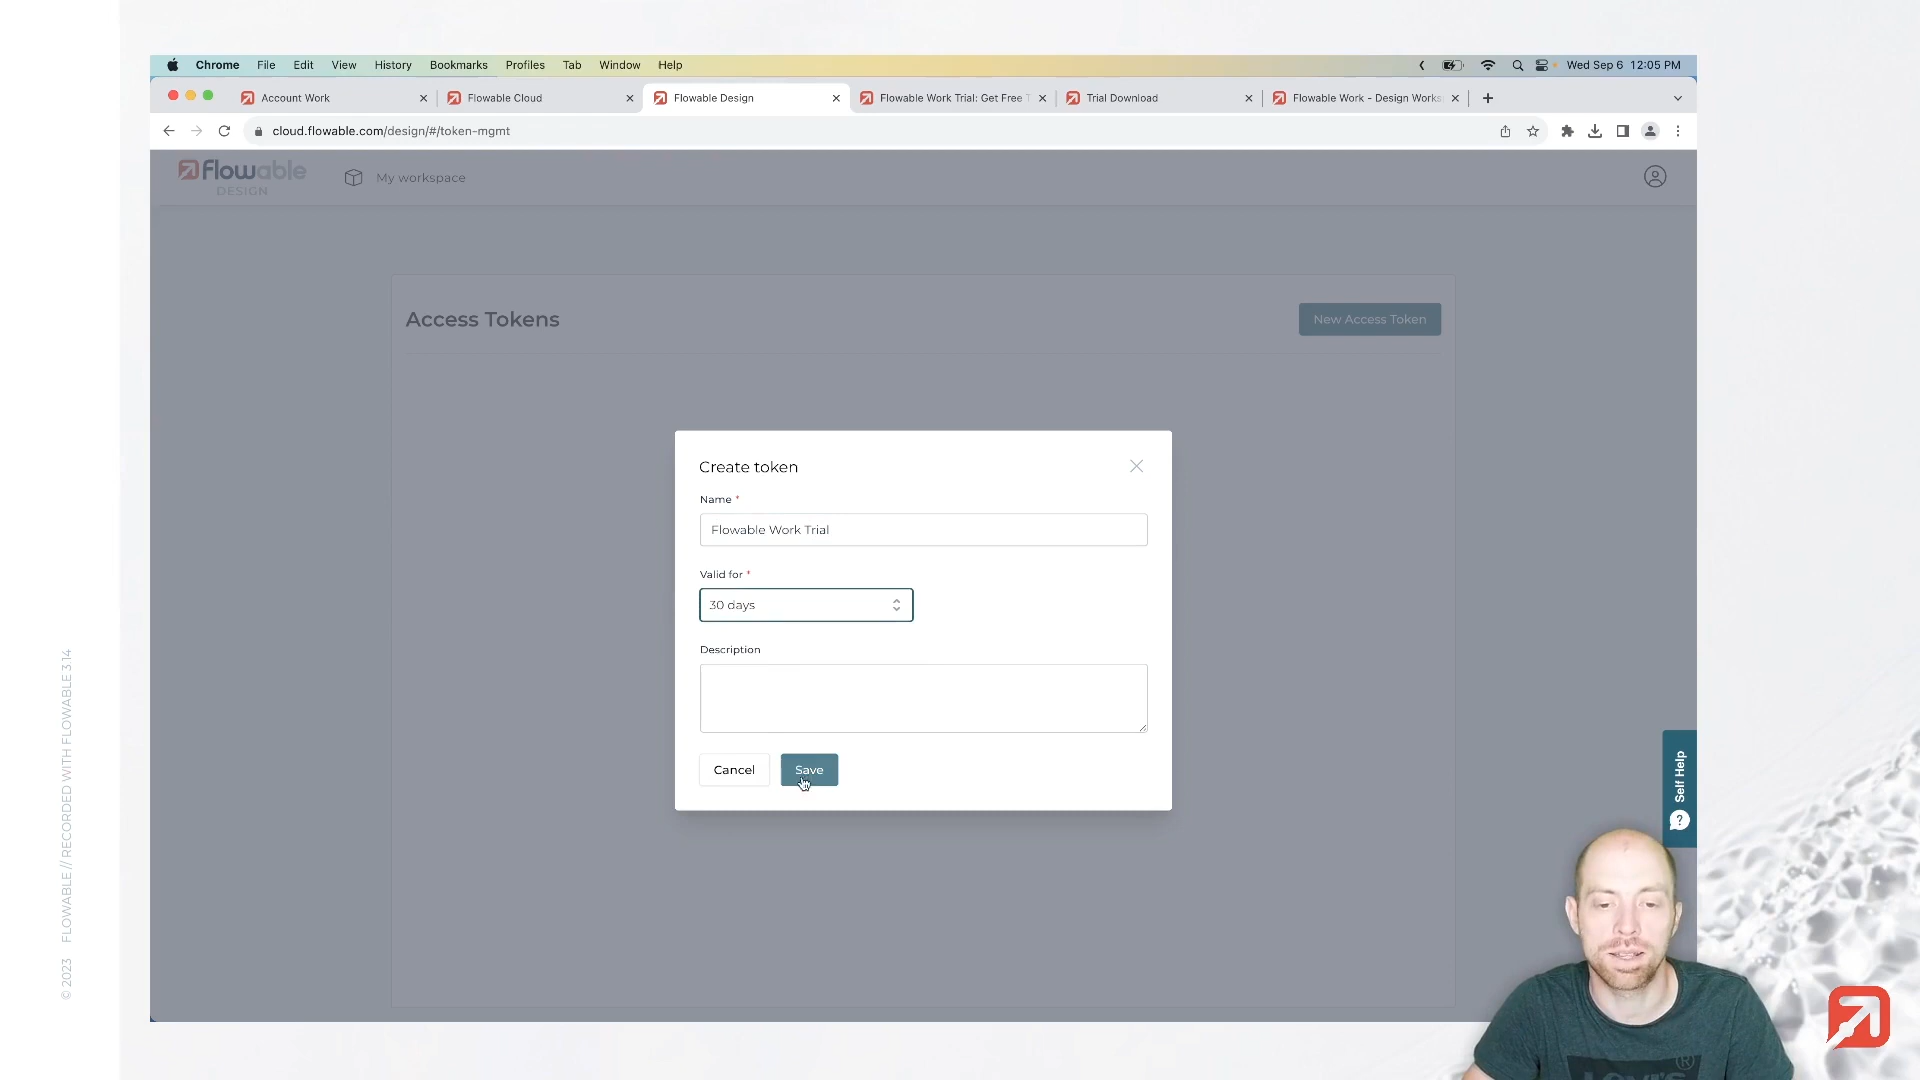 Chrome File Edit View History Bookmarks Profiles Tab Window Help Wed Sep 6 12:05 PM
Account Work Flowable Cloud Flowable Design Flowable Work Trial: Get Free T Trial Download Flowable Work - Design Works
cloud.flowable.com/design/#/token-mgmt
Flowable
DESIGN
My workspace
Access Tokens
New Access Token
Create token
Name *
Flowable Work Trial
Valid for *
30 days
Description
Cancel
Save
Self Help
© 2023 FLOWABLE // RECORDED WITH FLOWABLE 3.14
LEVI'S